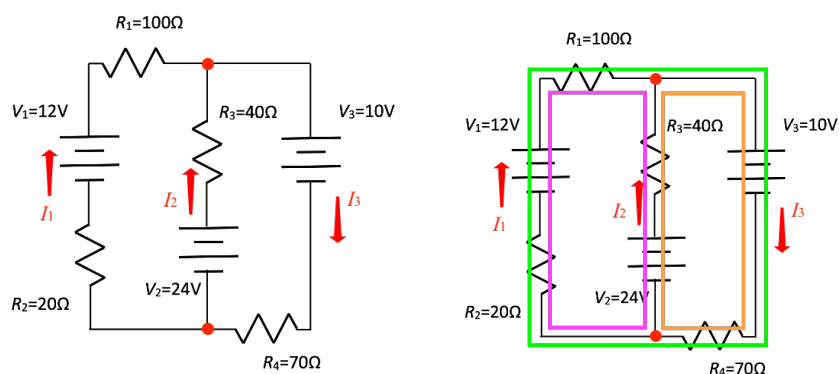 R₁=100Ω
V₁=12V
R₃=40Ω
V₃=10V
I₁
I₂
I₃
R₂=20Ω
V₂=24V
R₄=70Ω
R₁=100Ω
V₁=12V
R₃=40Ω
V₃=10V
I₁
I₂
I₃
R₂=20Ω
V₂=24V
R₄=70Ω